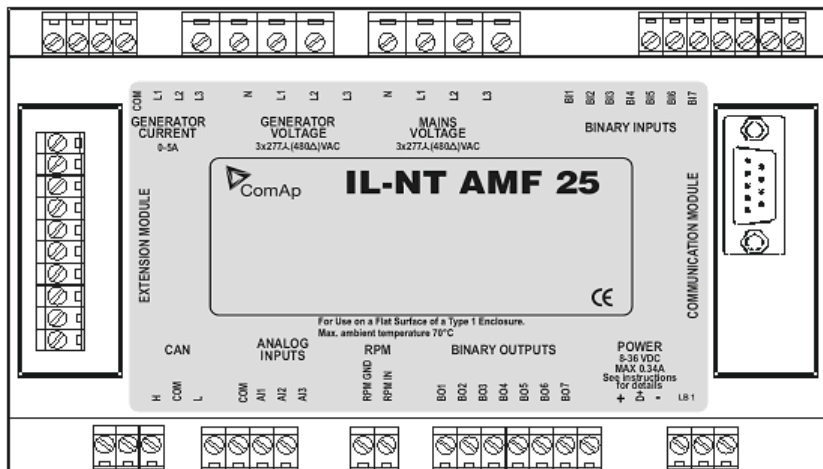 COM L1 L2 L3 N L1 L2 L3 N L1 L2 L3 BI1 BI2 BI3 BI4 BI5 BI6 BI7
GENERATOR
CURRENT
0-5A
GENERATOR
VOLTAGE
3x277⅄(480Δ)VAC
MAINS
VOLTAGE
3x277⅄(480Δ)VAC
BINARY INPUTS
EXTENSION MODULE
ComAp
IL-NT AMF 25
CE
COMMUNICATION MODULE
For Use on a Flat Surface of a Type 1 Enclosure.
Max. ambient temperature 70°C
CAN
H COM L
ANALOG
INPUTS
COM AI1 AI2 AI3
RPM
RPM GND
RPM IN
BINARY OUTPUTS
BO1 BO2 BO3 BO4 BO5 BO6 BO7
POWER
8-36 VDC
MAX 0.34A
See instructions
for details
+ D+ - LB 1